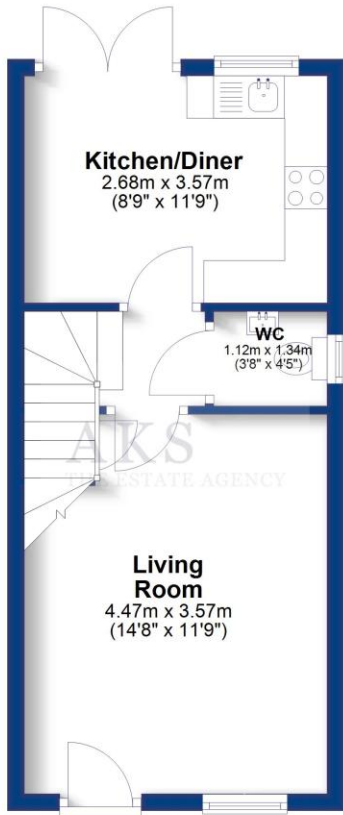 Kitchen/Diner
2.68m x 3.57m
(8'9" x 11'9")
WC
1.12m x 1.34m
(3'8" x 4'5")
AKS
THE ESTATE AGENCY
Living
Room
4.47m x 3.57m
(14'8" x 11'9")